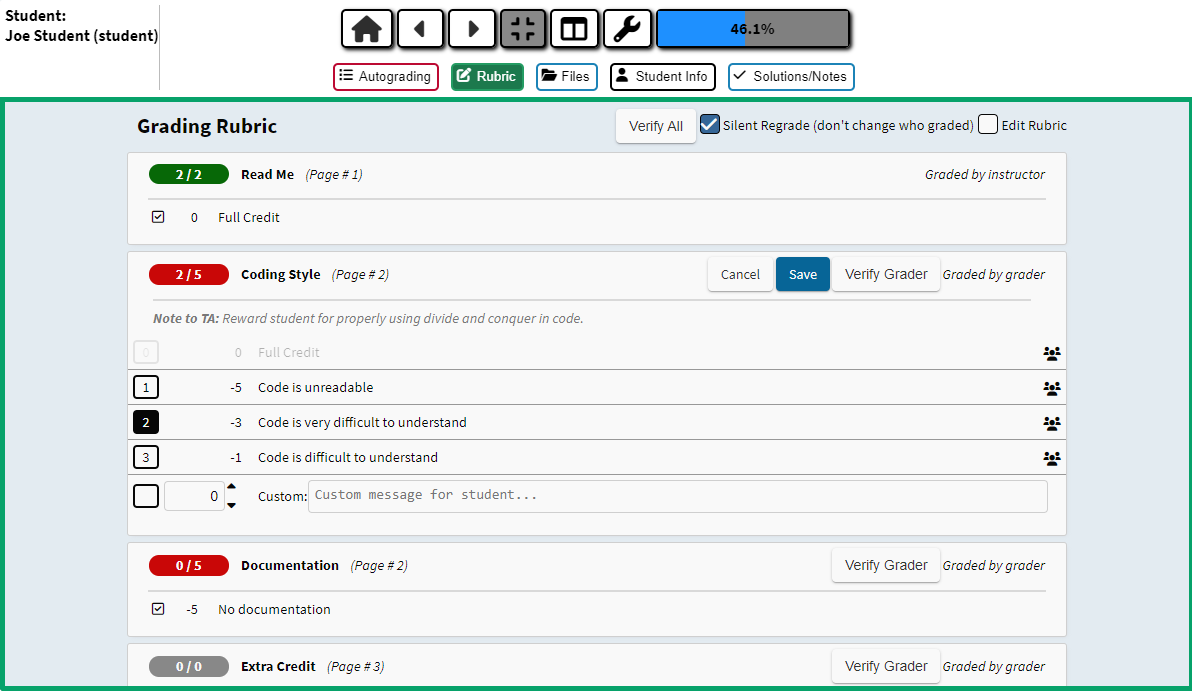 Student:
Joe Student (student)
46.1%
Autograding Rubric Files Student Info Solutions/Notes
Grading Rubric Verify All Silent Regrade (don't change who graded) Edit Rubric
2 / 2 Read Me (Page # 1) Graded by instructor
0 Full Credit
2 / 5 Coding Style (Page # 2) Cancel Save Verify Grader Graded by grader
Note to TA: Reward student for properly using divide and conquer in code.
0 0 Full Credit
1 -5 Code is unreadable
2 -3 Code is very difficult to understand
3 -1 Code is difficult to understand
0 Custom: Custom message for student...
0 / 5 Documentation (Page # 2) Verify Grader Graded by grader
-5 No documentation
0 / 0 Extra Credit (Page # 3) Verify Grader Graded by grader